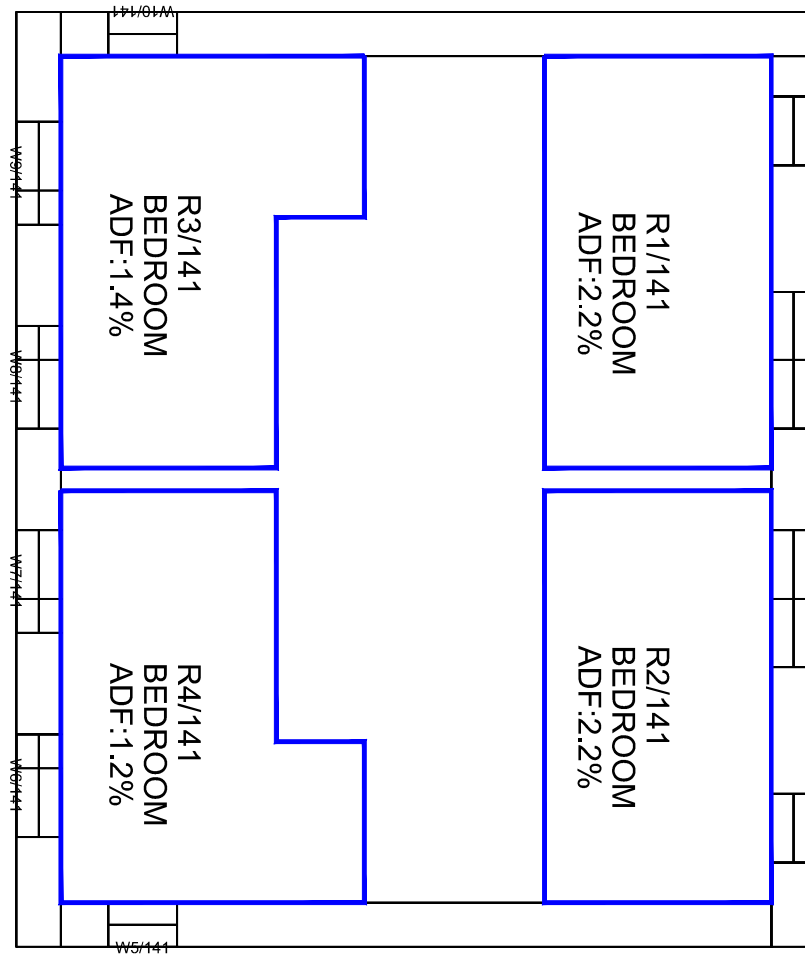 W10/141
W9/141
R3/141
BEDROOM
ADF:1.4%
R1/141
BEDROOM
ADF:2.2%
W8/141
W7/141
R4/141
BEDROOM
ADF:1.2%
R2/141
BEDROOM
ADF:2.2%
W6/141
W5/141